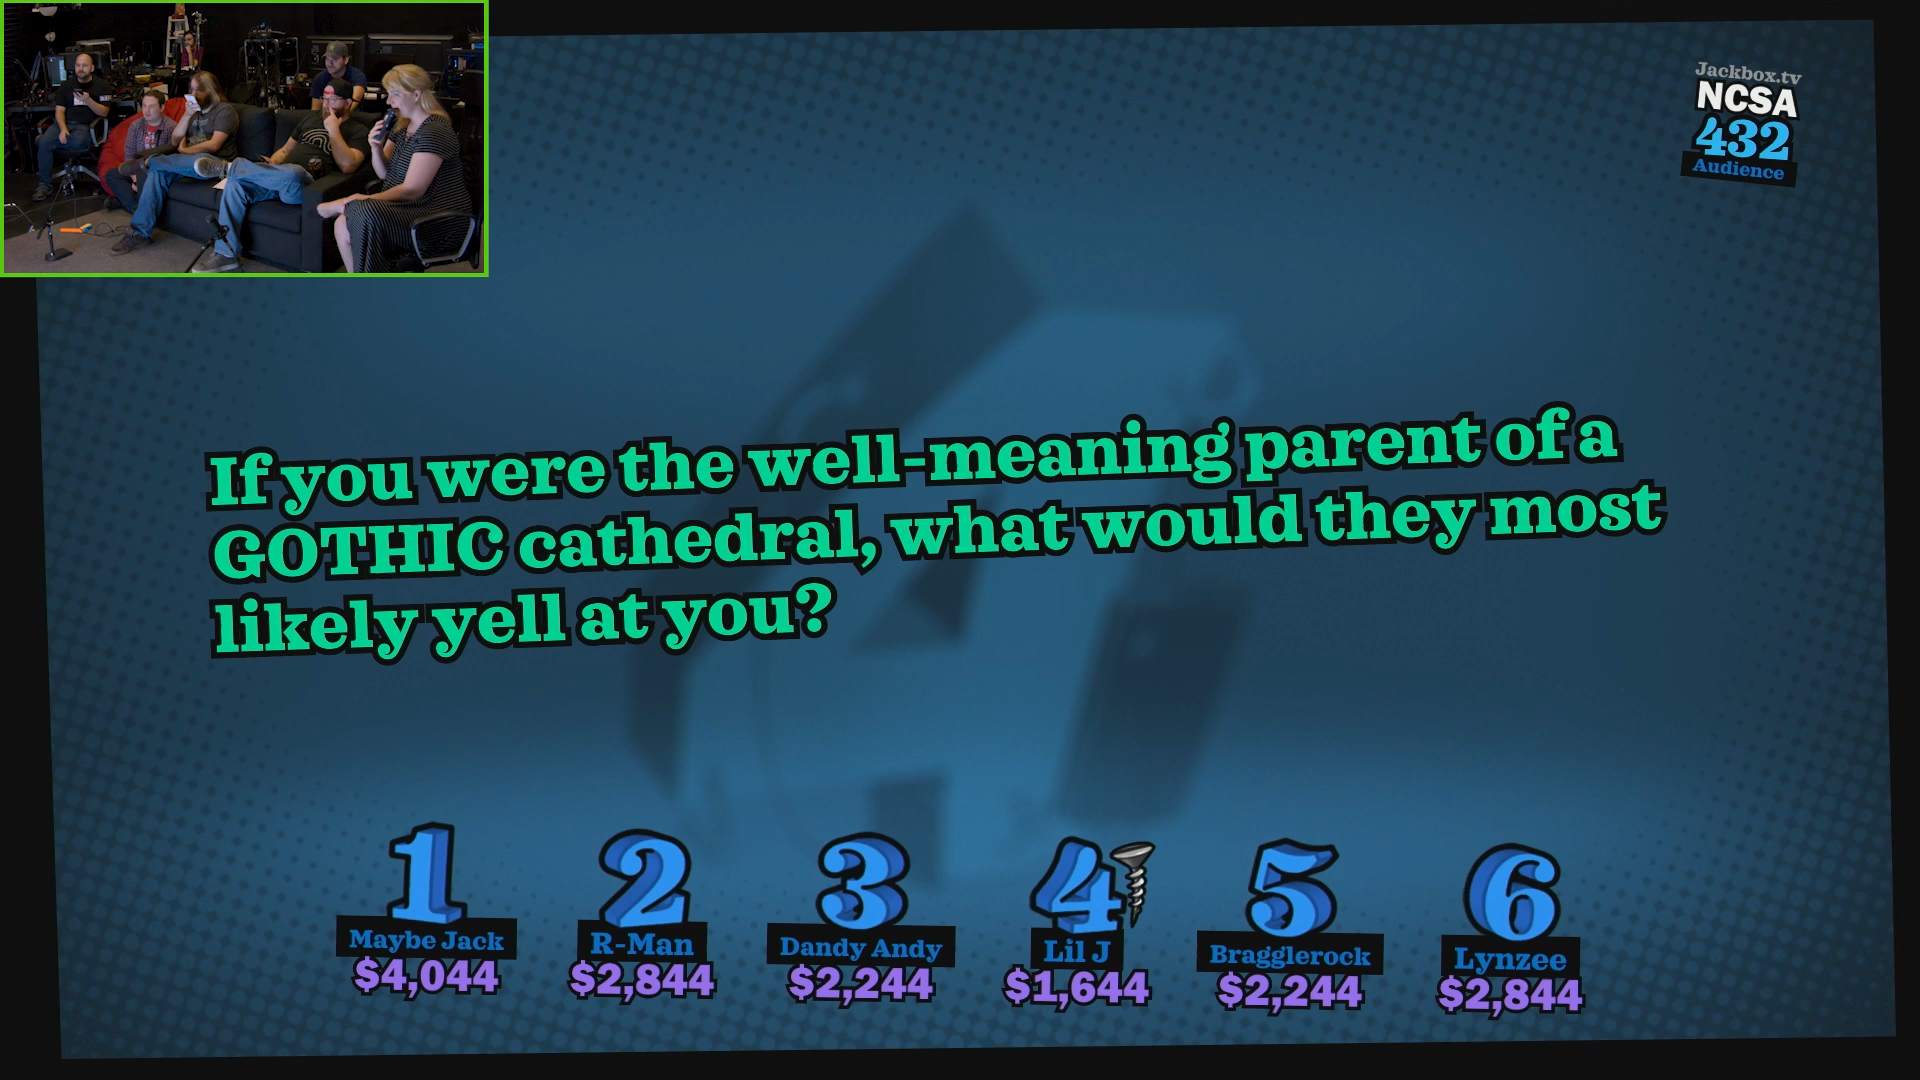 Jackbox.tv
NCSA
432
Audience
If you were the well-meaning parent of a
GOTHIC cathedral, what would they most
likely yell at you?
1 2 3 4 5 6
Maybe Jack R-Man Dandy Andy Lil J Bragglerock Lynzee
$4,044 $2,844 $2,244 $1,644 $2,244 $2,844